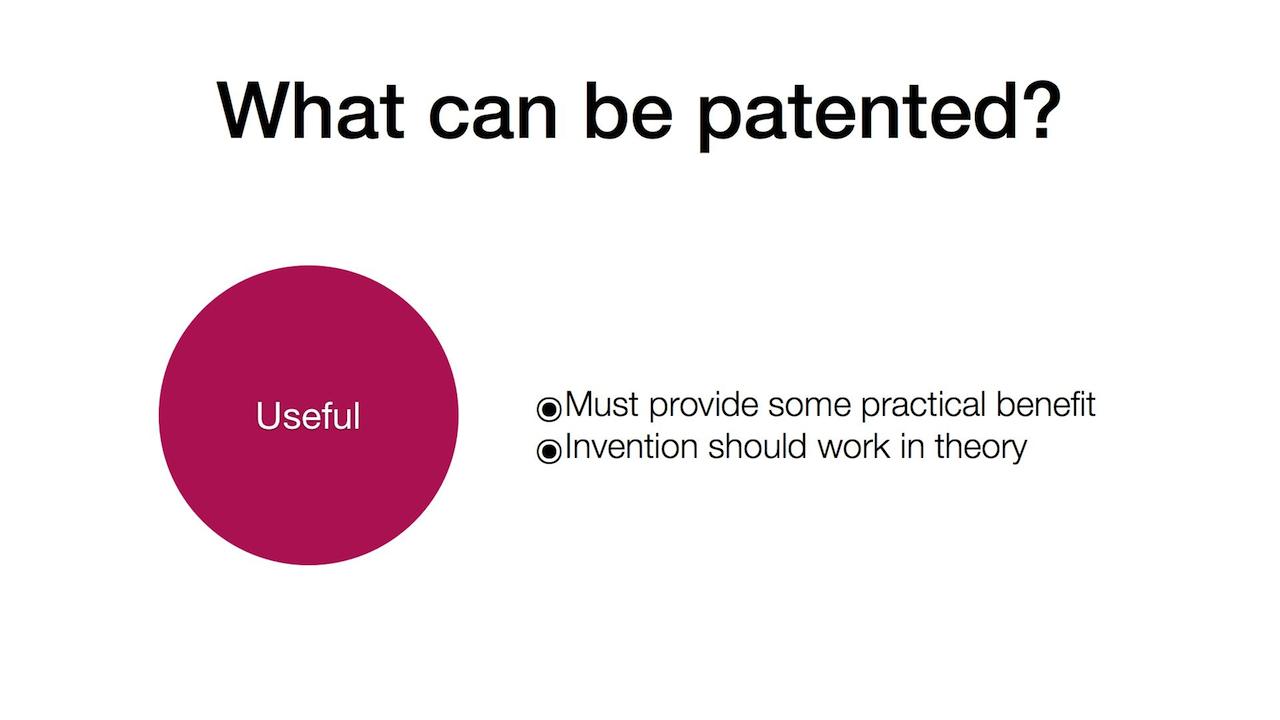 What can be patented?
Useful
◉Must provide some practical benefit
◉Invention should work in theory